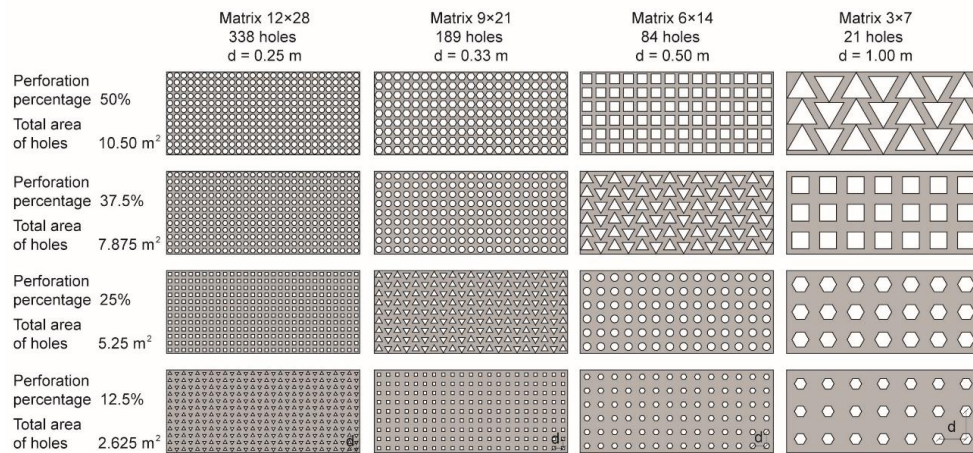 Matrix 12×28
338 holes
d = 0.25 m
Matrix 9×21
189 holes
d = 0.33 m
Matrix 6×14
84 holes
d = 0.50 m
Matrix 3×7
21 holes
d = 1.00 m
Perforation
percentage 50%
Total area
of holes 10.50 m²
Perforation
percentage 37.5%
Total area
of holes 7.875 m²
Perforation
percentage 25%
Total area
of holes 5.25 m²
Perforation
percentage 12.5%
Total area
of holes 2.625 m²
d
d
d
d